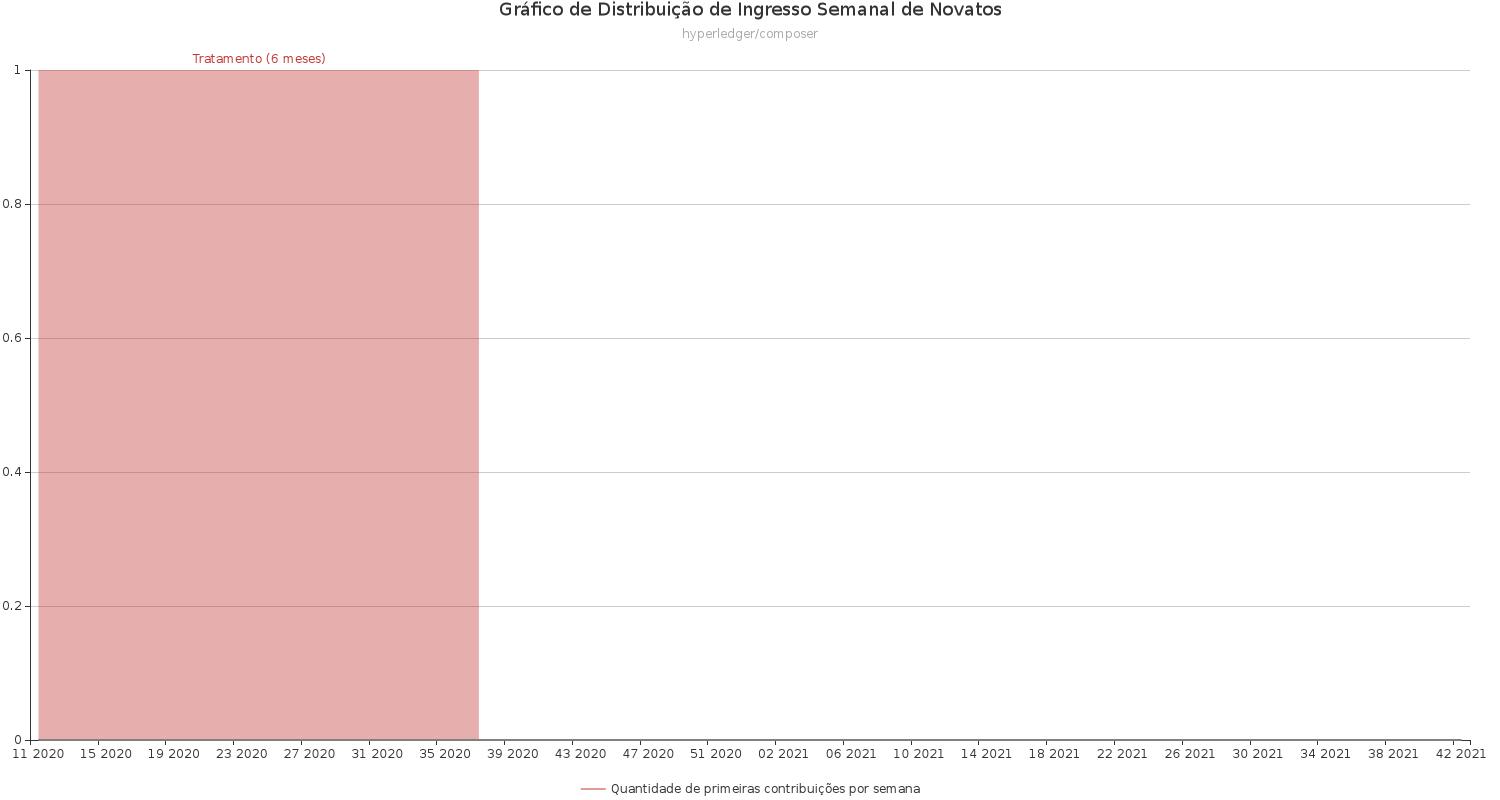 Gráfico de Distribuição de Ingresso Semanal de Novatos
hyperledger/composer
Tratamento (6 meses)
1
0.8
0.6
0.4
0.2
0
11 2020 15 2020 19 2020 23 2020 27 2020 31 2020 35 2020 39 2020 43 2020 47 2020 51 2020 02 2021 06 2021 10 2021 14 2021 18 2021 22 2021 26 2021 30 2021 34 2021 38 2021 42 2021
Quantidade de primeiras contribuições por semana